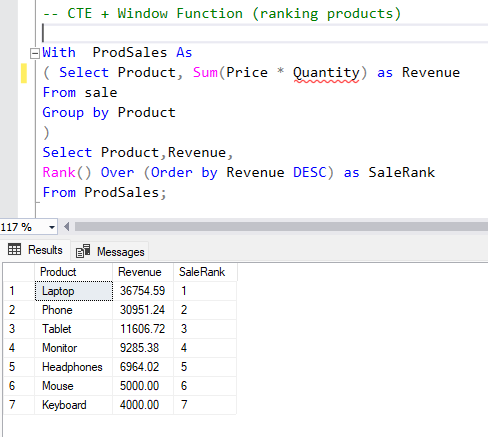 -- CTE + Window Function (ranking products)
With  ProdSales As
( Select Product, Sum(Price * Quantity) as Revenue
From sale
Group by Product
)
Select Product,Revenue,
Rank() Over (Order by Revenue DESC) as SaleRank
From ProdSales;
117 %
Results Messages
Product Revenue SaleRank
1 Laptop 36754.59 1
2 Phone 30951.24 2
3 Tablet 11606.72 3
4 Monitor 9285.38 4
5 Headphones 6964.02 5
6 Mouse 5000.00 6
7 Keyboard 4000.00 7